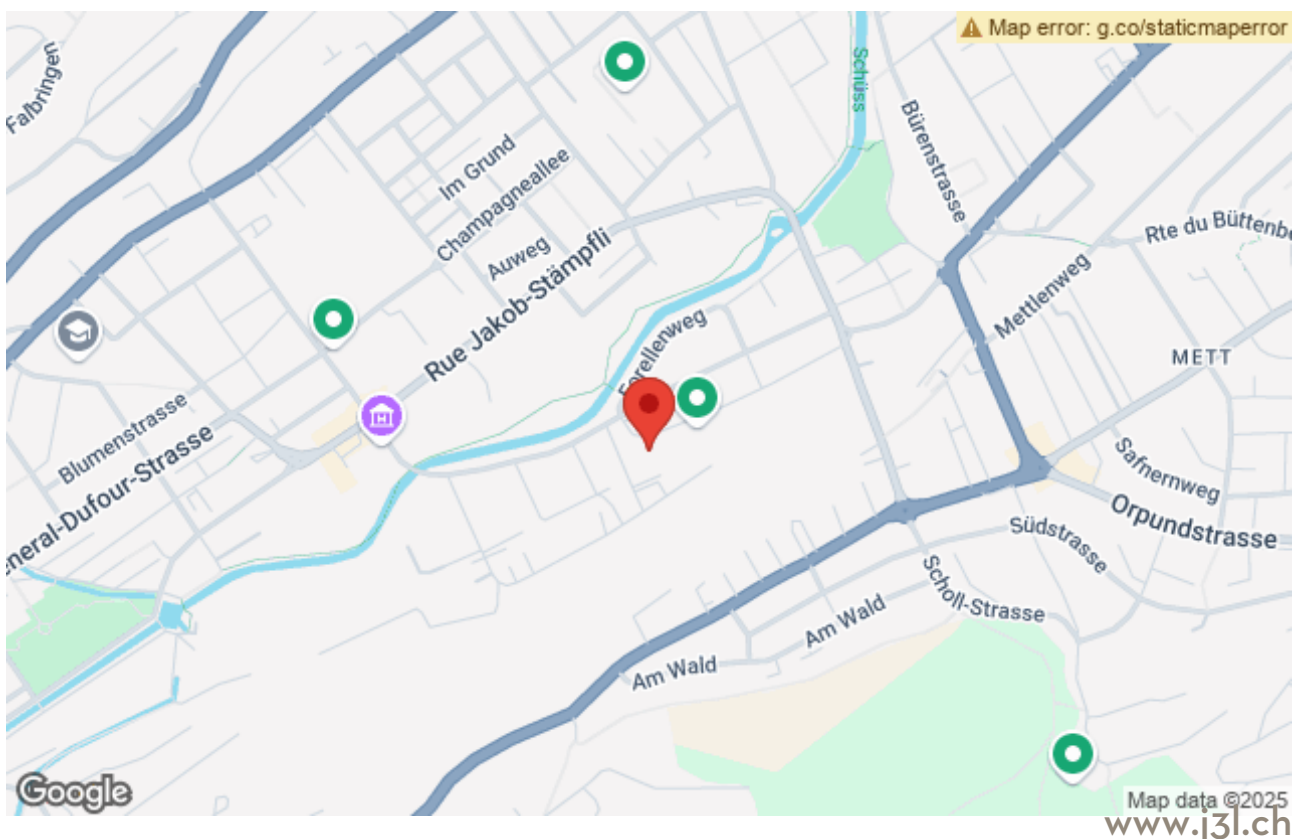 Map error: g.co/staticmaperror
Falbringen
Schüss
Bürenstrasse
Im Grund
Champagneallee
Auweg
Rue Jakob-Stämpfli
Rte du Büttenbe
Mettlenweg
Forellenweg
METT
Blumenstrasse
eneral-Dufour-Strasse
Safnernweg
Orpundstrasse
Südstrasse
Scholl-Strasse
Am Wald
Am Wald
H
Google
Map data ©2025
www.j3l.ch